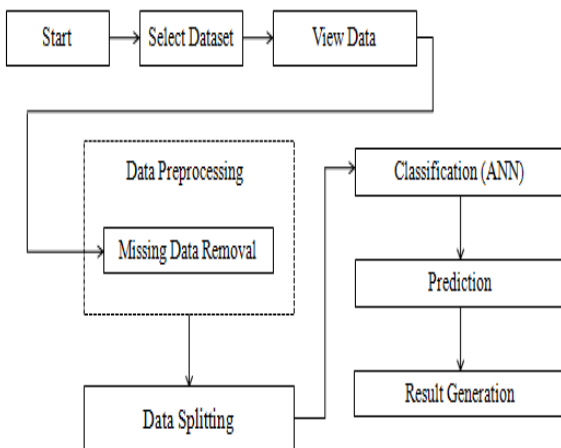 Start
Select Dataset
View Data
Data Preprocessing
Missing Data Removal
Data Splitting
Classification (ANN)
Prediction
Result Generation